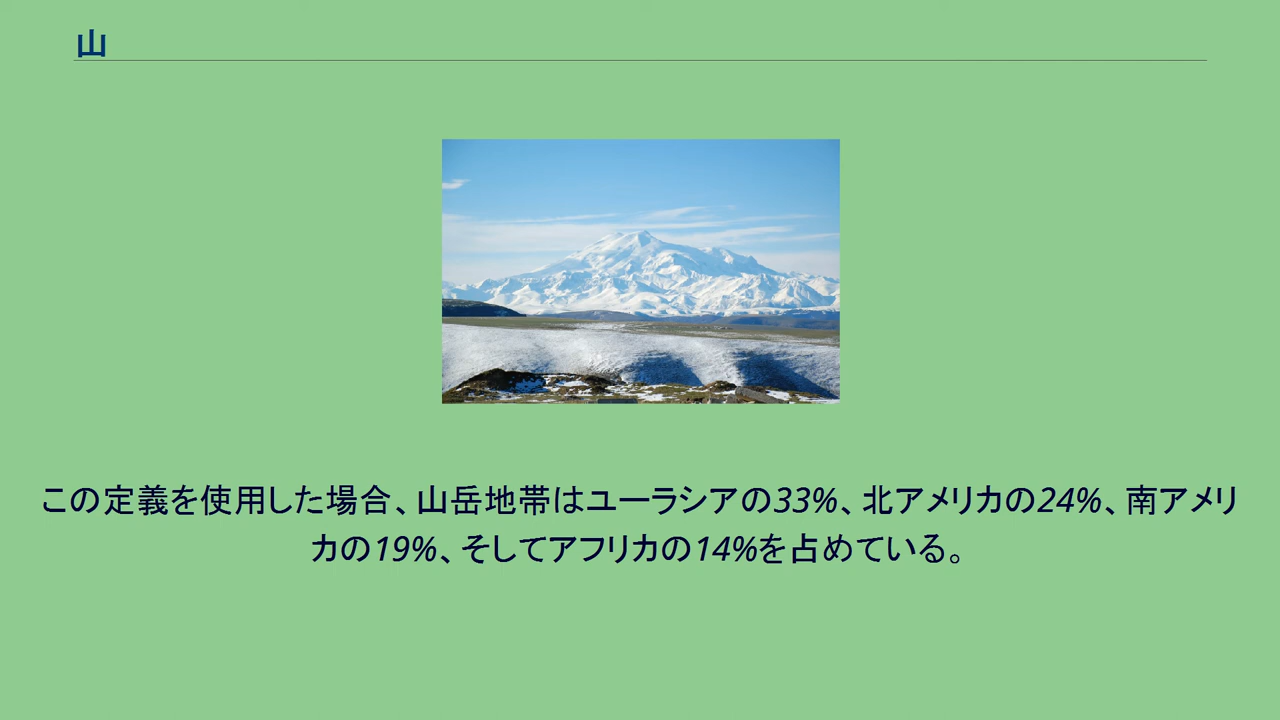 山
この定義を使用した場合、山岳地帯はユーラシアの33%、北アメリカの24%、南アメリ
カの19%、そしてアフリカの14%を占めている。